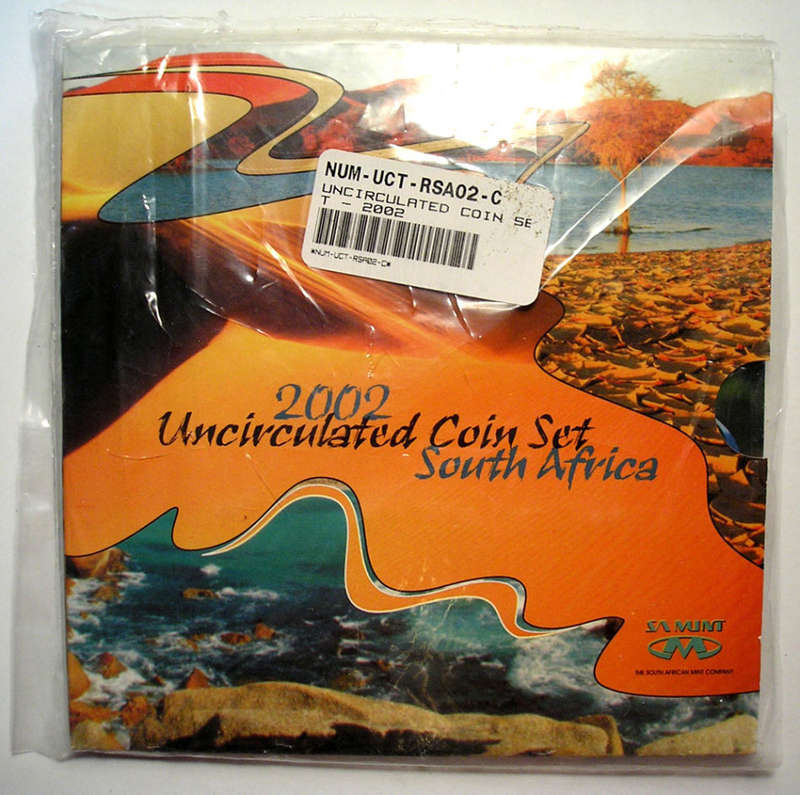 NUM-UCT-RSA02-C
UNCIRCULATED COIN SE
T - 2002
*NUM-UCT-RSA02-C*
2002
Uncirculated Coin Set
South Africa
SA MINT
THE SOUTH AFRICAN MINT COMPANY